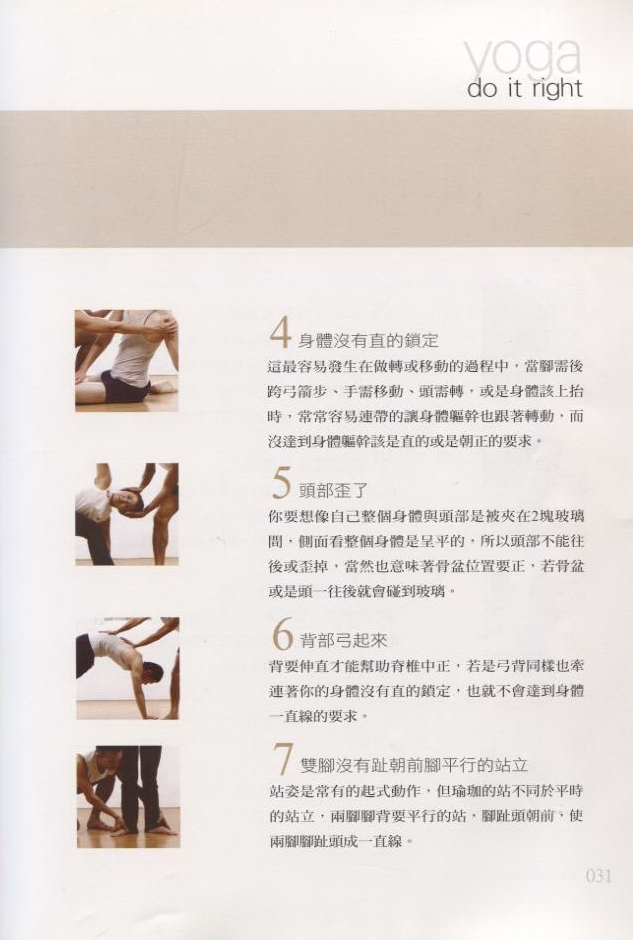 yoga
do it right
4 身體沒有直的鎖定
這最容易發生在做轉或移動的過程中，當腳需後
跨弓箭步、手需移動、頭需轉，或是身體該上抬
時，常常容易連帶的讓身體軀幹也跟著轉動，而
沒達到身體軀幹該是直的或是朝正的要求。
5 頭部歪了
你要想像自己整個身體與頭部是被夾在2塊玻璃
間，側面看整個身體是呈平的，所以頭部不能往
後或歪掉，當然也意味著骨盆位置要正，若骨盆
或是頭一往後就會碰到玻璃。
6 背部弓起來
背要伸直才能幫助脊椎中正，若是弓背同樣也牽
連著你的身體沒有直的鎖定，也就不會達到身體
一直線的要求。
7 雙腳沒有趾朝前腳平行的站立
站姿是常有的起式動作，但瑜珈的站不同於平時
的站立，兩腳腳背要平行的站，腳趾頭朝前，使
兩腳腳趾頭成一直線。
031